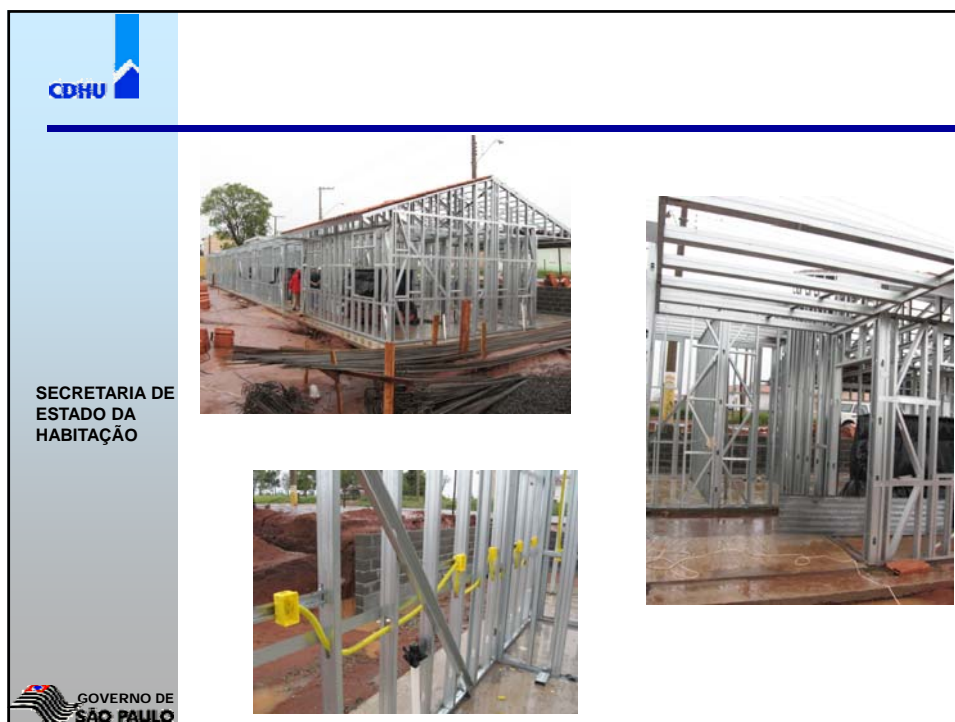 CDHU
SECRETARIA DE
ESTADO DA
HABITAÇÃO
GOVERNO DE
SÃO PAULO